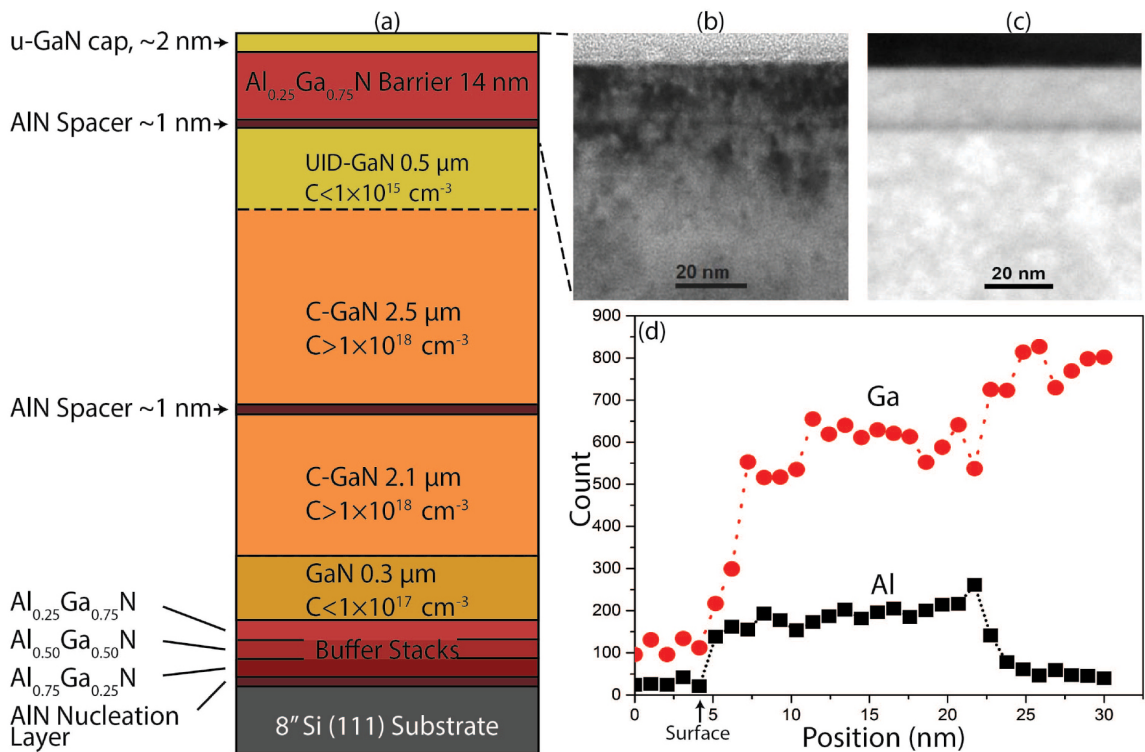 (a)
u-GaN cap, ~2 nm
Al0.25Ga0.75N Barrier 14 nm
AlN Spacer ~1 nm
UID-GaN 0.5 μm
C<1×10^15 cm^-3
C-GaN 2.5 μm
C>1×10^18 cm^-3
AlN Spacer ~1 nm
C-GaN 2.1 μm
C>1×10^18 cm^-3
GaN 0.3 μm
C<1×10^17 cm^-3
Al0.25Ga0.75N
Al0.50Ga0.50N
Buffer Stacks
Al0.75Ga0.25N
AlN Nucleation
Layer
8” Si (111) Substrate
(b)
20 nm
(c)
20 nm
(d)
900
800
700
600
500
400
300
200
100
0
Count
Ga
Al
0
5
10
15
20
25
30
Surface
Position (nm)